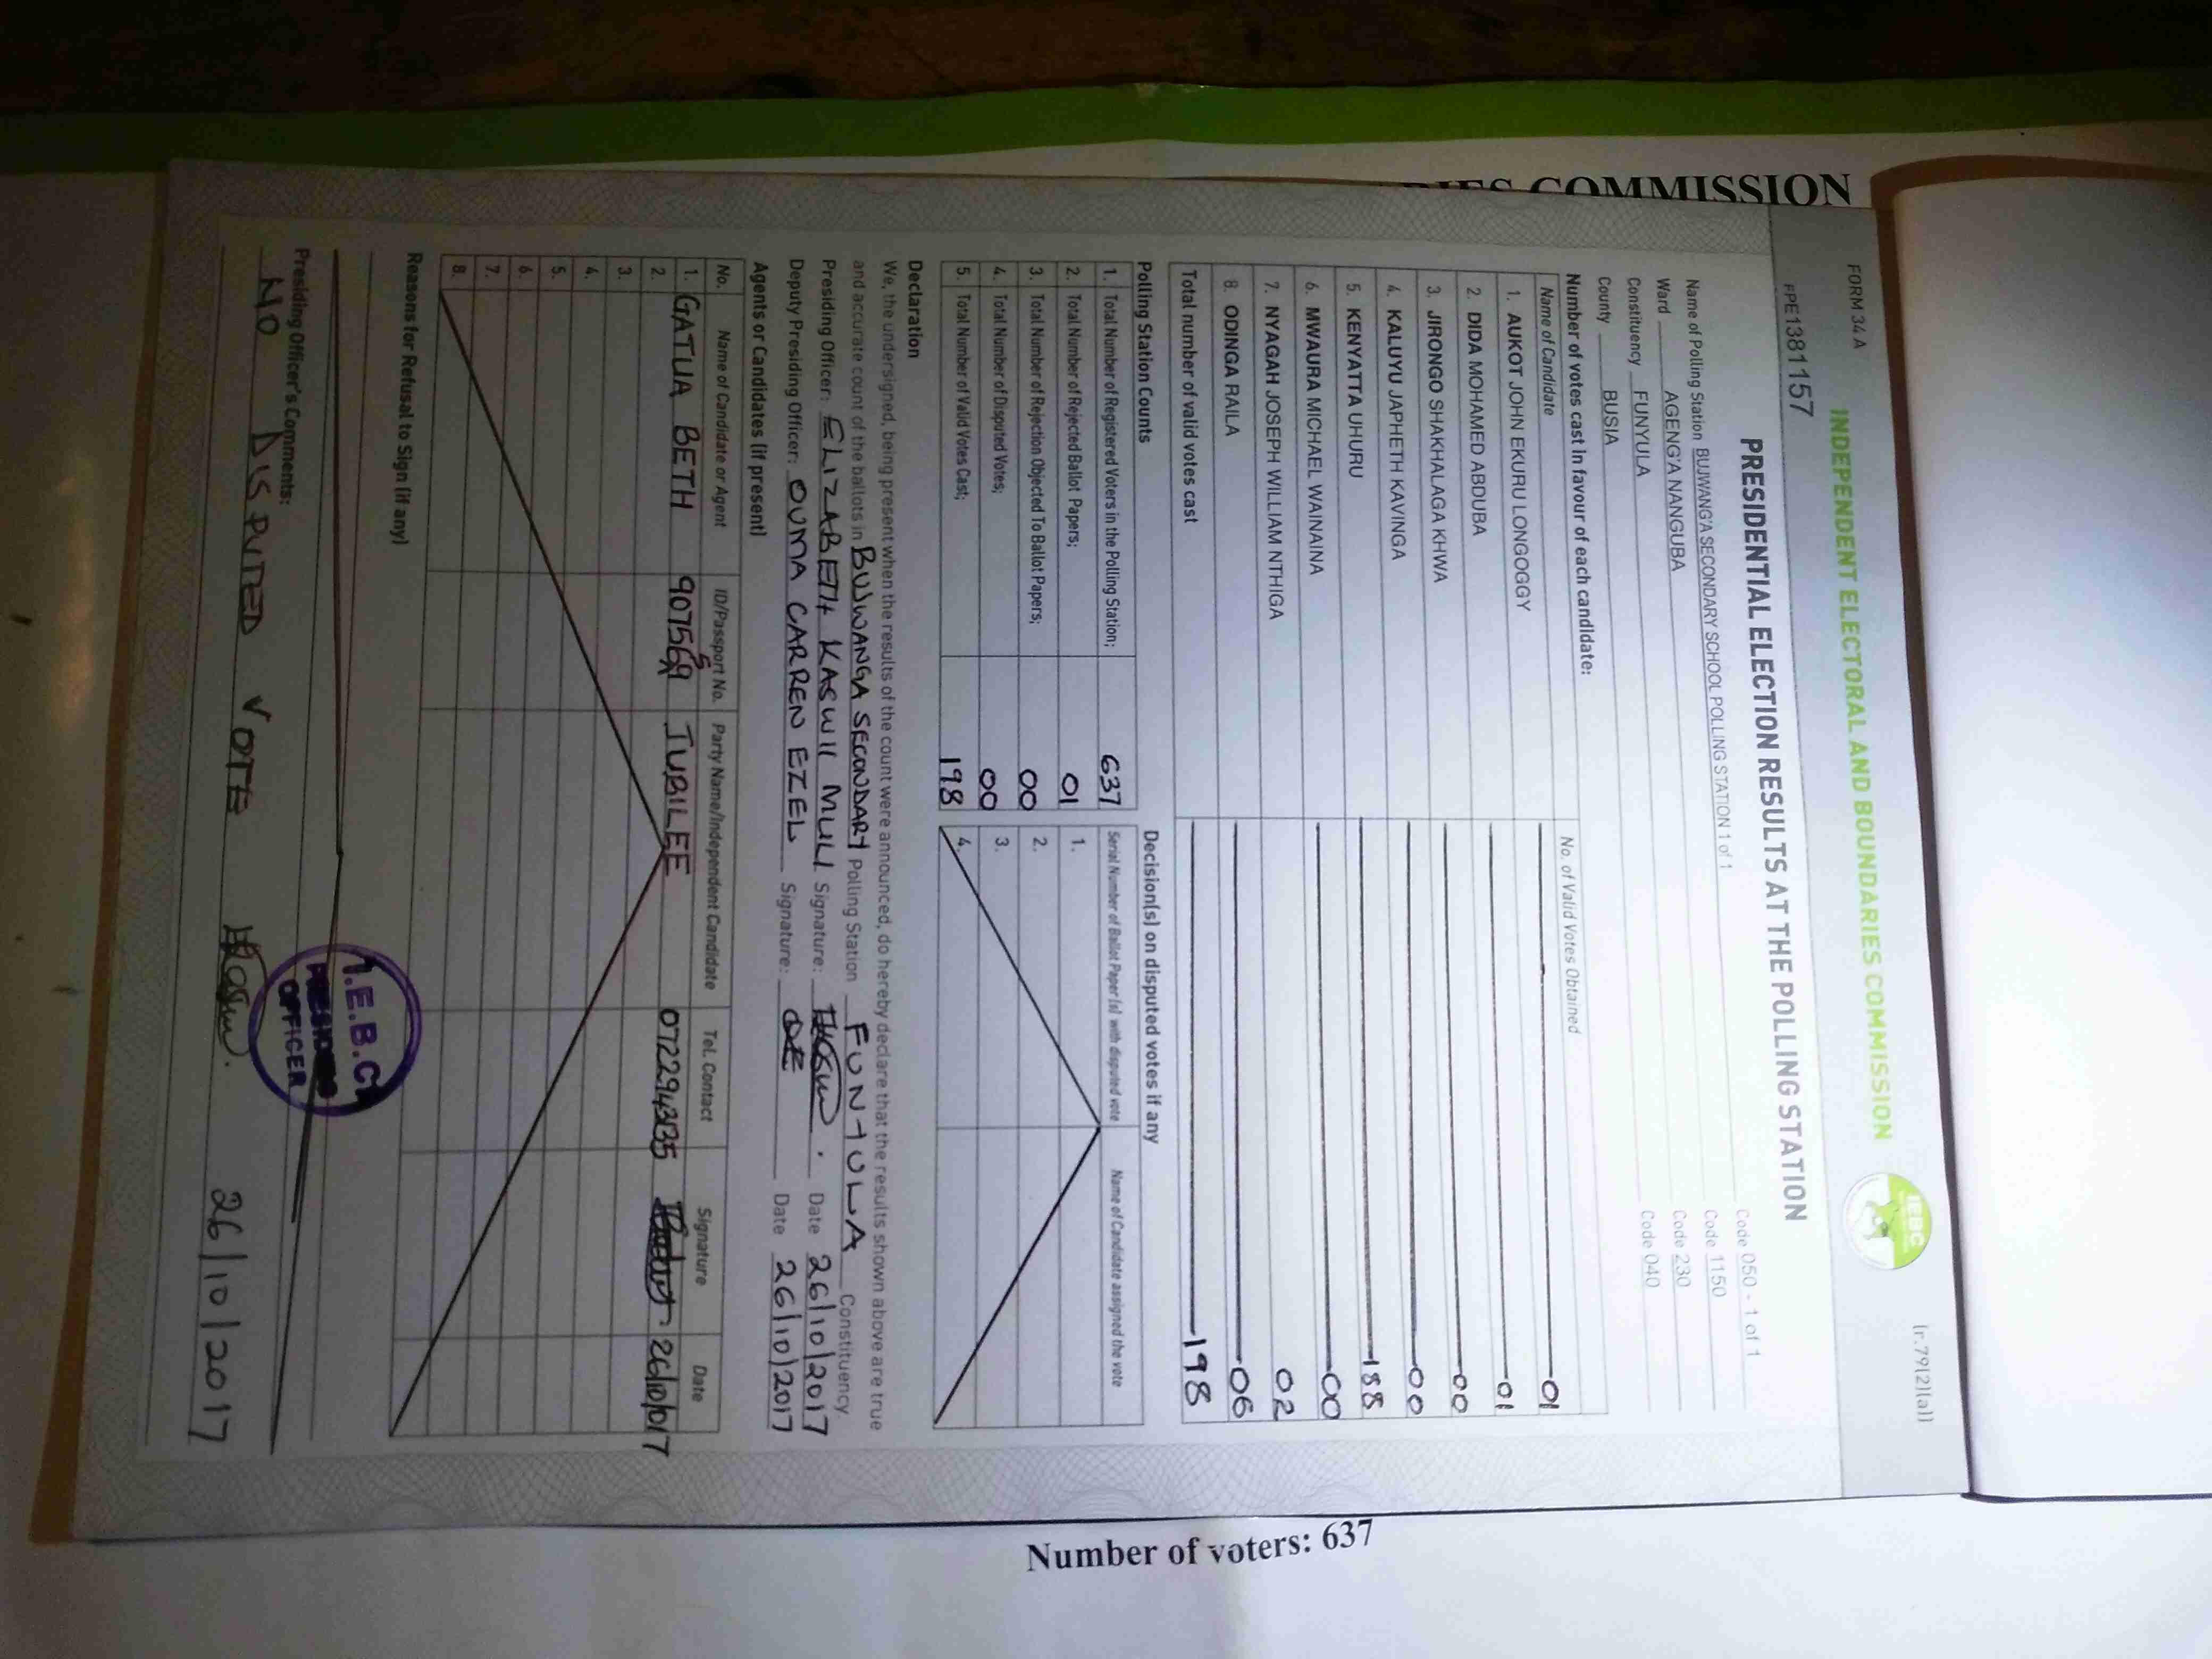 RIES COMMISSION
FORM 34 A
(r.79(2)(a))
INDEPENDENT ELECTORAL AND BOUNDARIES COMMISSION
IEBC
PE1381157
PRESIDENTIAL ELECTION RESULTS AT THE POLLING STATION
Name of Polling Station BUJWANG'A SECONDARY SCHOOL POLLING STATION 1 of 1 Code 050 - 1 of 1
Ward AGENG'A NANGUBA Code 1150
Constituency FUNYULA Code 230
County BUSIA Code 040
Number of votes cast in favour of each candidate:
Name of Candidate No. of Valid Votes Obtained
1. AUKOT JOHN EKURU LONGOGGY 01
2. DIDA MOHAMED ABDUBA 01
3. JIRONGO SHAKHALAGA KHWA 00
4. KALUYU JAPHETH KAVINGA 00
5. KENYATTA UHURU 188
6. MWAURA MICHAEL WAINAINA 00
7. NYAGAH JOSEPH WILLIAM NTHIGA 02
8. ODINGA RAILA 06
Total number of valid votes cast 198
Polling Station Counts
1. Total Number of Registered Voters in the Polling Station; 637
2. Total Number of Rejected Ballot Papers; 01
3. Total Number of Rejection Objected To Ballot Papers; 00
4. Total Number of Disputed Votes; 00
5. Total Number of Valid Votes Cast; 198
Decision(s) on disputed votes if any
Serial Number of Ballot Paper (s) with disputed vote Name of Candidate assigned the vote
1.
2.
3.
4.
Declaration
We, the undersigned, being present when the results of the count were announced, do hereby declare that the results shown above are true
and accurate count of the ballots in BUJWANGA SECONDARY Polling Station FUNYULA Constituency
Presiding Officer: ELIZABETH KASWII MULI Signature: Date 26/10/2017
Deputy Presiding Officer: OUMA CARREN EZEL Signature: Date 26/10/2017
Agents or Candidates (if present)
No. Name of Candidate or Agent ID/Passport No. Party Name/Independent Candidate Tel. Contact Signature Date
1. GATUA BETH JUBILEE
2.
3.
4.
5.
6.
7.
8.
Reasons for Refusal to Sign (if any)
Presiding Officer's Comments:
NO DISPUTED VOTE 26/10/2017
I.E.B.C
PRESIDING
OFFICER
Number of voters: 637